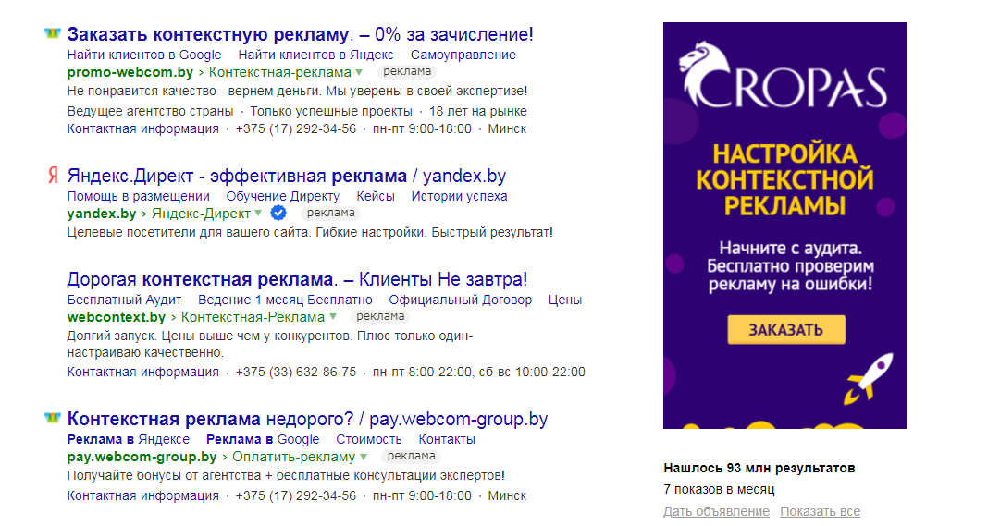 Заказать контекстную рекламу. – 0% за зачисление!
Найти клиентов в Google Найти клиентов в Яндекс Самоуправление
promo-webcom.by › Контекстная-реклама реклама
Не понравится качество - вернем деньги. Мы уверены в своей экспертизе!
Ведущее агентство страны · Только успешные проекты · 18 лет на рынке
Контактная информация · +375 (17) 292-34-56 · пн-пт 9:00-18:00 · Минск
Я Яндекс.Директ - эффективная реклама / yandex.by
Помощь в размещении Обучение Директу Кейсы Истории успеха
yandex.by › Яндекс-Директ реклама
Целевые посетители для вашего сайта. Гибкие настройки. Быстрый результат!
Дорогая контекстная реклама. – Клиенты Не завтра!
Бесплатный Аудит Ведение 1 месяц Бесплатно Официальный Договор Цены
webcontext.by › Контекстная-Реклама реклама
Долгий запуск. Цены выше чем у конкурентов. Плюс только один-
настраиваю качественно.
Контактная информация · +375 (33) 632-86-75 · пн-пт 8:00-22:00, сб-вс 10:00-22:00
Контекстная реклама недорого? / pay.webcom-group.by
Реклама в Яндексе Реклама в Google Стоимость Контакты
pay.webcom-group.by › Оплатить-рекламу реклама
Получайте бонусы от агентства + бесплатные консультации экспертов!
Контактная информация · +375 (17) 292-34-56 · пн-пт 9:00-18:00 · Минск
CROPAS
НАСТРОЙКА
КОНТЕКСТНОЙ
РЕКЛАМЫ
Начните с аудита.
Бесплатно проверим
рекламу на ошибки!
ЗАКАЗАТЬ
Нашлось 93 млн результатов
7 показов в месяц
Дать объявление Показать все